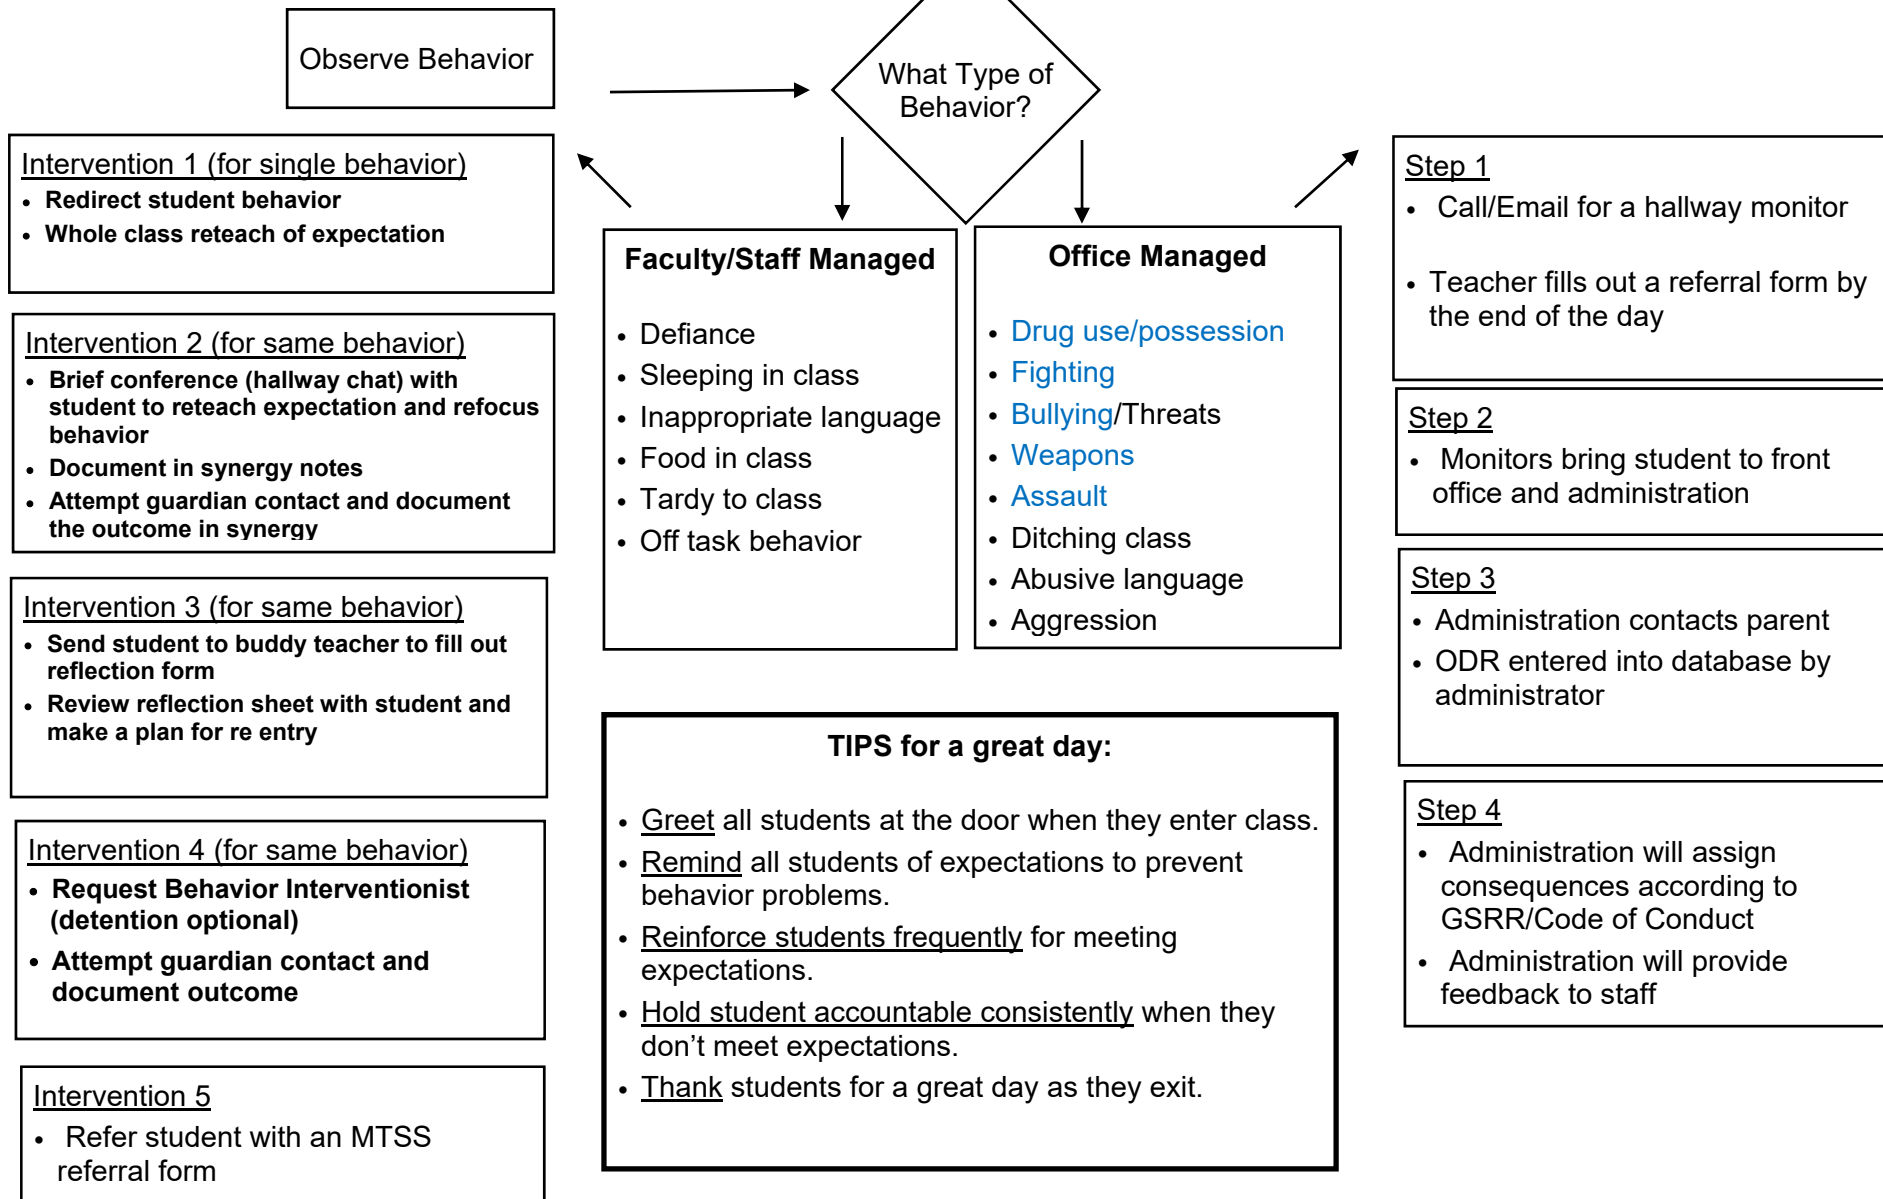 Observe Behavior
What Type of
Behavior?
Intervention 1 (for single behavior)
• Redirect student behavior
• Whole class reteach of expectation
Intervention 2 (for same behavior)
• Brief conference (hallway chat) with
student to reteach expectation and refocus
behavior
• Document in synergy notes
• Attempt guardian contact and document
the outcome in synergy
Intervention 3 (for same behavior)
• Send student to buddy teacher to fill out
reflection form
• Review reflection sheet with student and
make a plan for re entry
Intervention 4 (for same behavior)
• Request Behavior Interventionist
(detention optional)
• Attempt guardian contact and
document outcome
Intervention 5
• Refer student with an MTSS
referral form
Faculty/Staff Managed
• Defiance
• Sleeping in class
• Inappropriate language
• Food in class
• Tardy to class
• Off task behavior
Office Managed
• Drug use/possession
• Fighting
• Bullying/Threats
• Weapons
• Assault
• Ditching class
• Abusive language
• Aggression
TIPS for a great day:
• Greet all students at the door when they enter class.
• Remind all students of expectations to prevent
behavior problems.
• Reinforce students frequently for meeting
expectations.
• Hold student accountable consistently when they
don’t meet expectations.
• Thank students for a great day as they exit.
Step 1
• Call/Email for a hallway monitor
• Teacher fills out a referral form by
the end of the day
Step 2
• Monitors bring student to front
office and administration
Step 3
• Administration contacts parent
• ODR entered into database by
administrator
Step 4
• Administration will assign
consequences according to
GSRR/Code of Conduct
• Administration will provide
feedback to staff